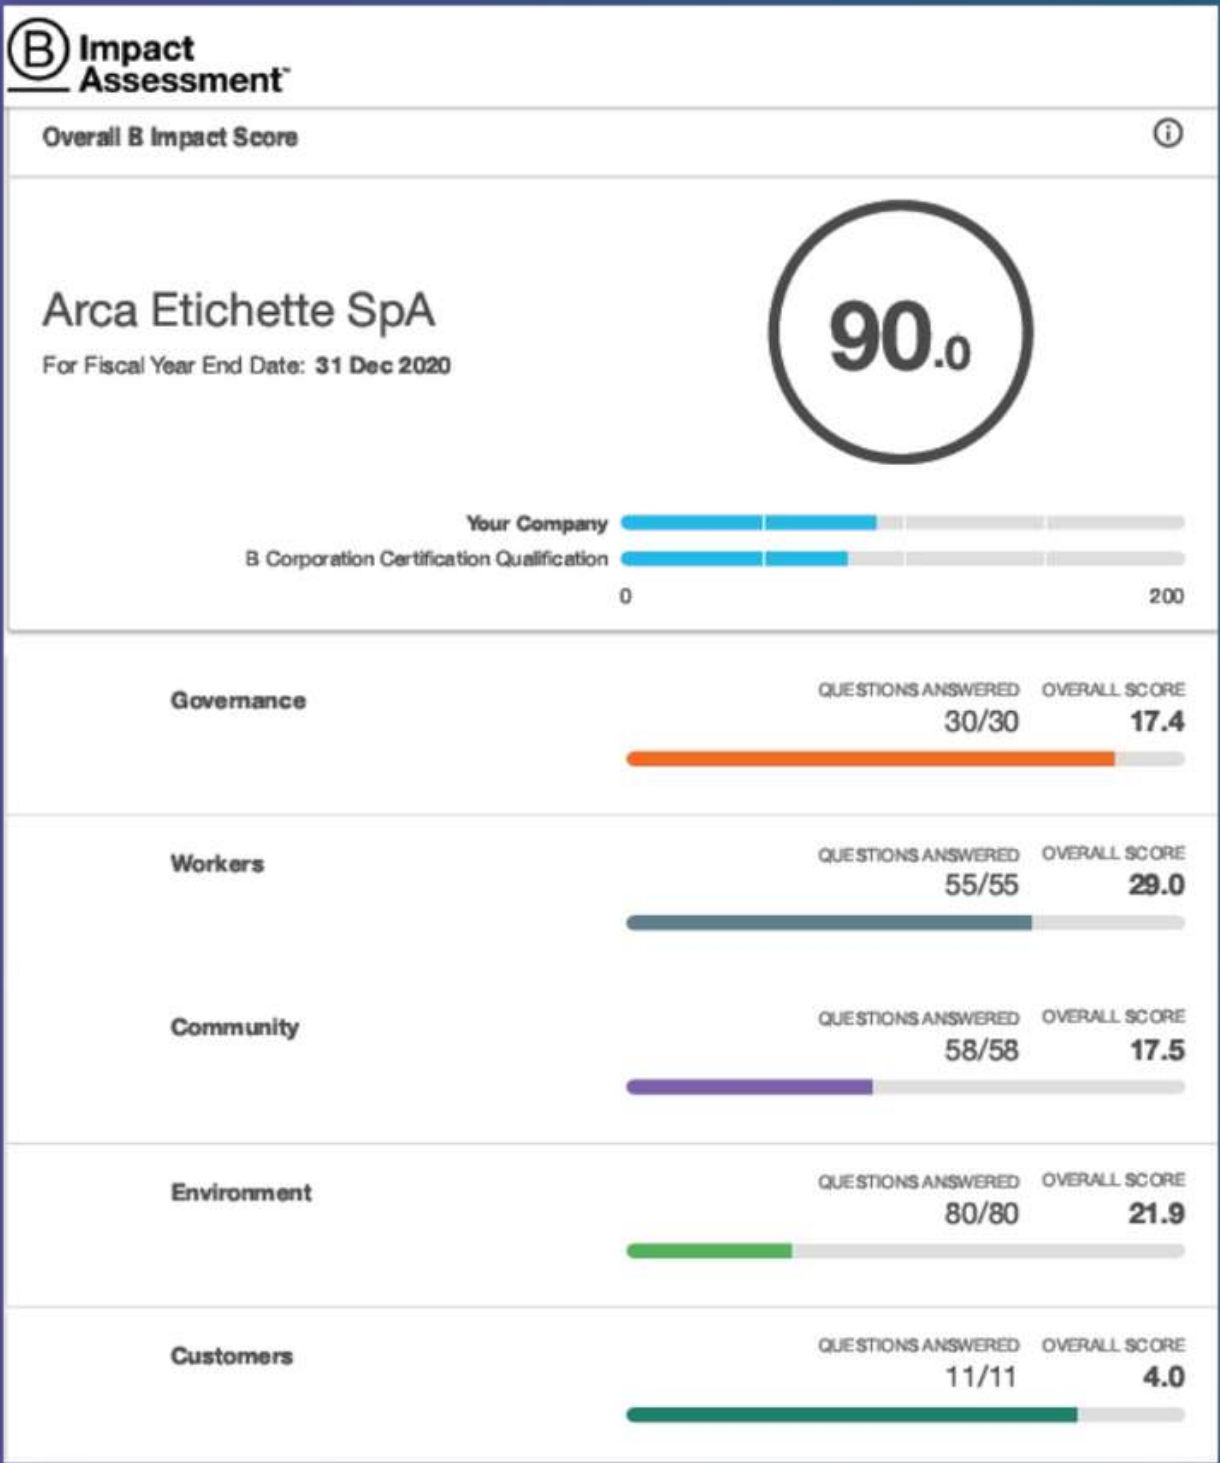 B Impact
Assessment™
Overall B Impact Score
Arca Etichette SpA
For Fiscal Year End Date: 31 Dec 2020
90.0
Your Company
B Corporation Certification Qualification
0 200
Governance
QUESTIONS ANSWERED OVERALL SCORE
30/30 17.4
Workers
QUESTIONS ANSWERED OVERALL SCORE
55/55 29.0
Community
QUESTIONS ANSWERED OVERALL SCORE
58/58 17.5
Environment
QUESTIONS ANSWERED OVERALL SCORE
80/80 21.9
Customers
QUESTIONS ANSWERED OVERALL SCORE
11/11 4.0